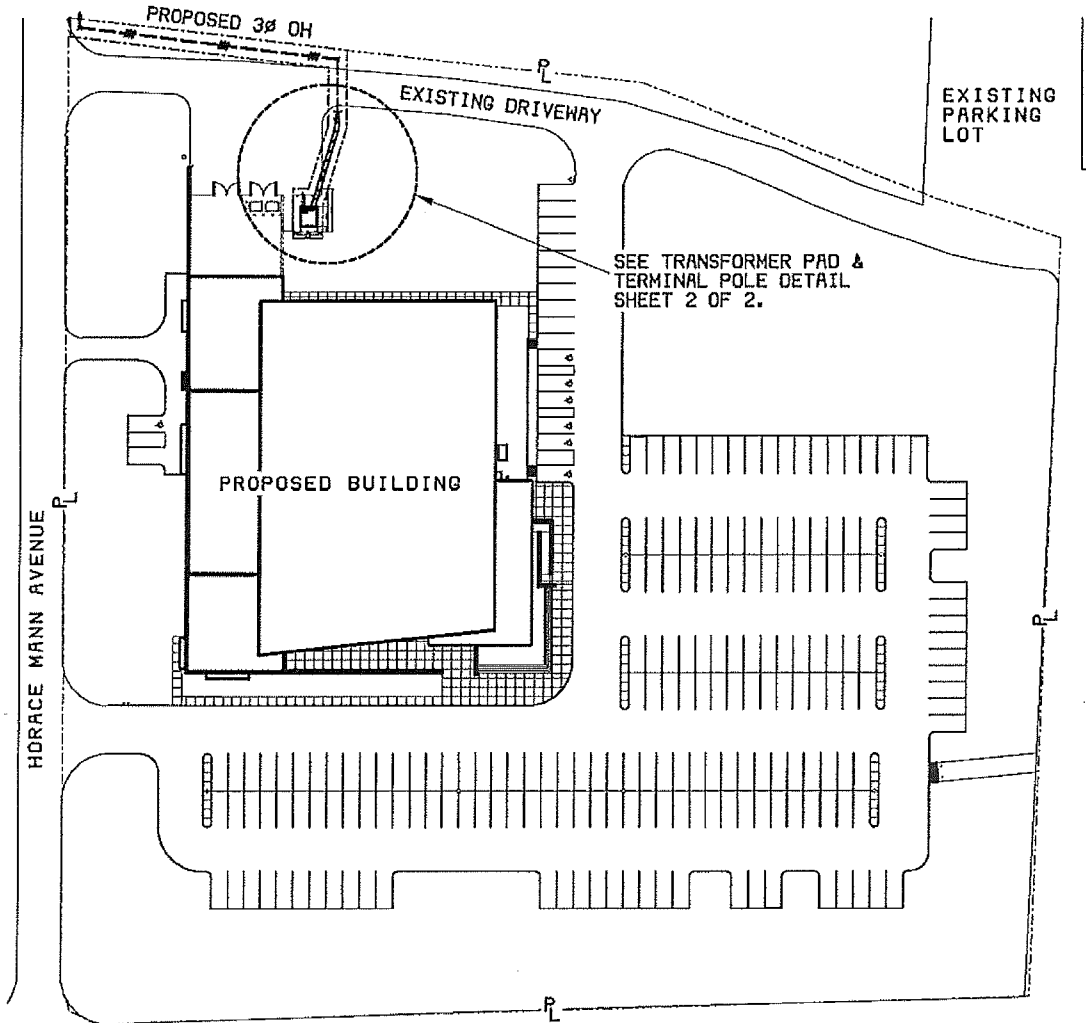 PROPOSED 3ø OH
PL
EXISTING DRIVEWAY
EXISTING
PARKING
LOT
SEE TRANSFORMER PAD &
TERMINAL POLE DETAIL
SHEET 2 OF 2.
PROPOSED BUILDING
PL
HORACE MANN AVENUE
PL
PL